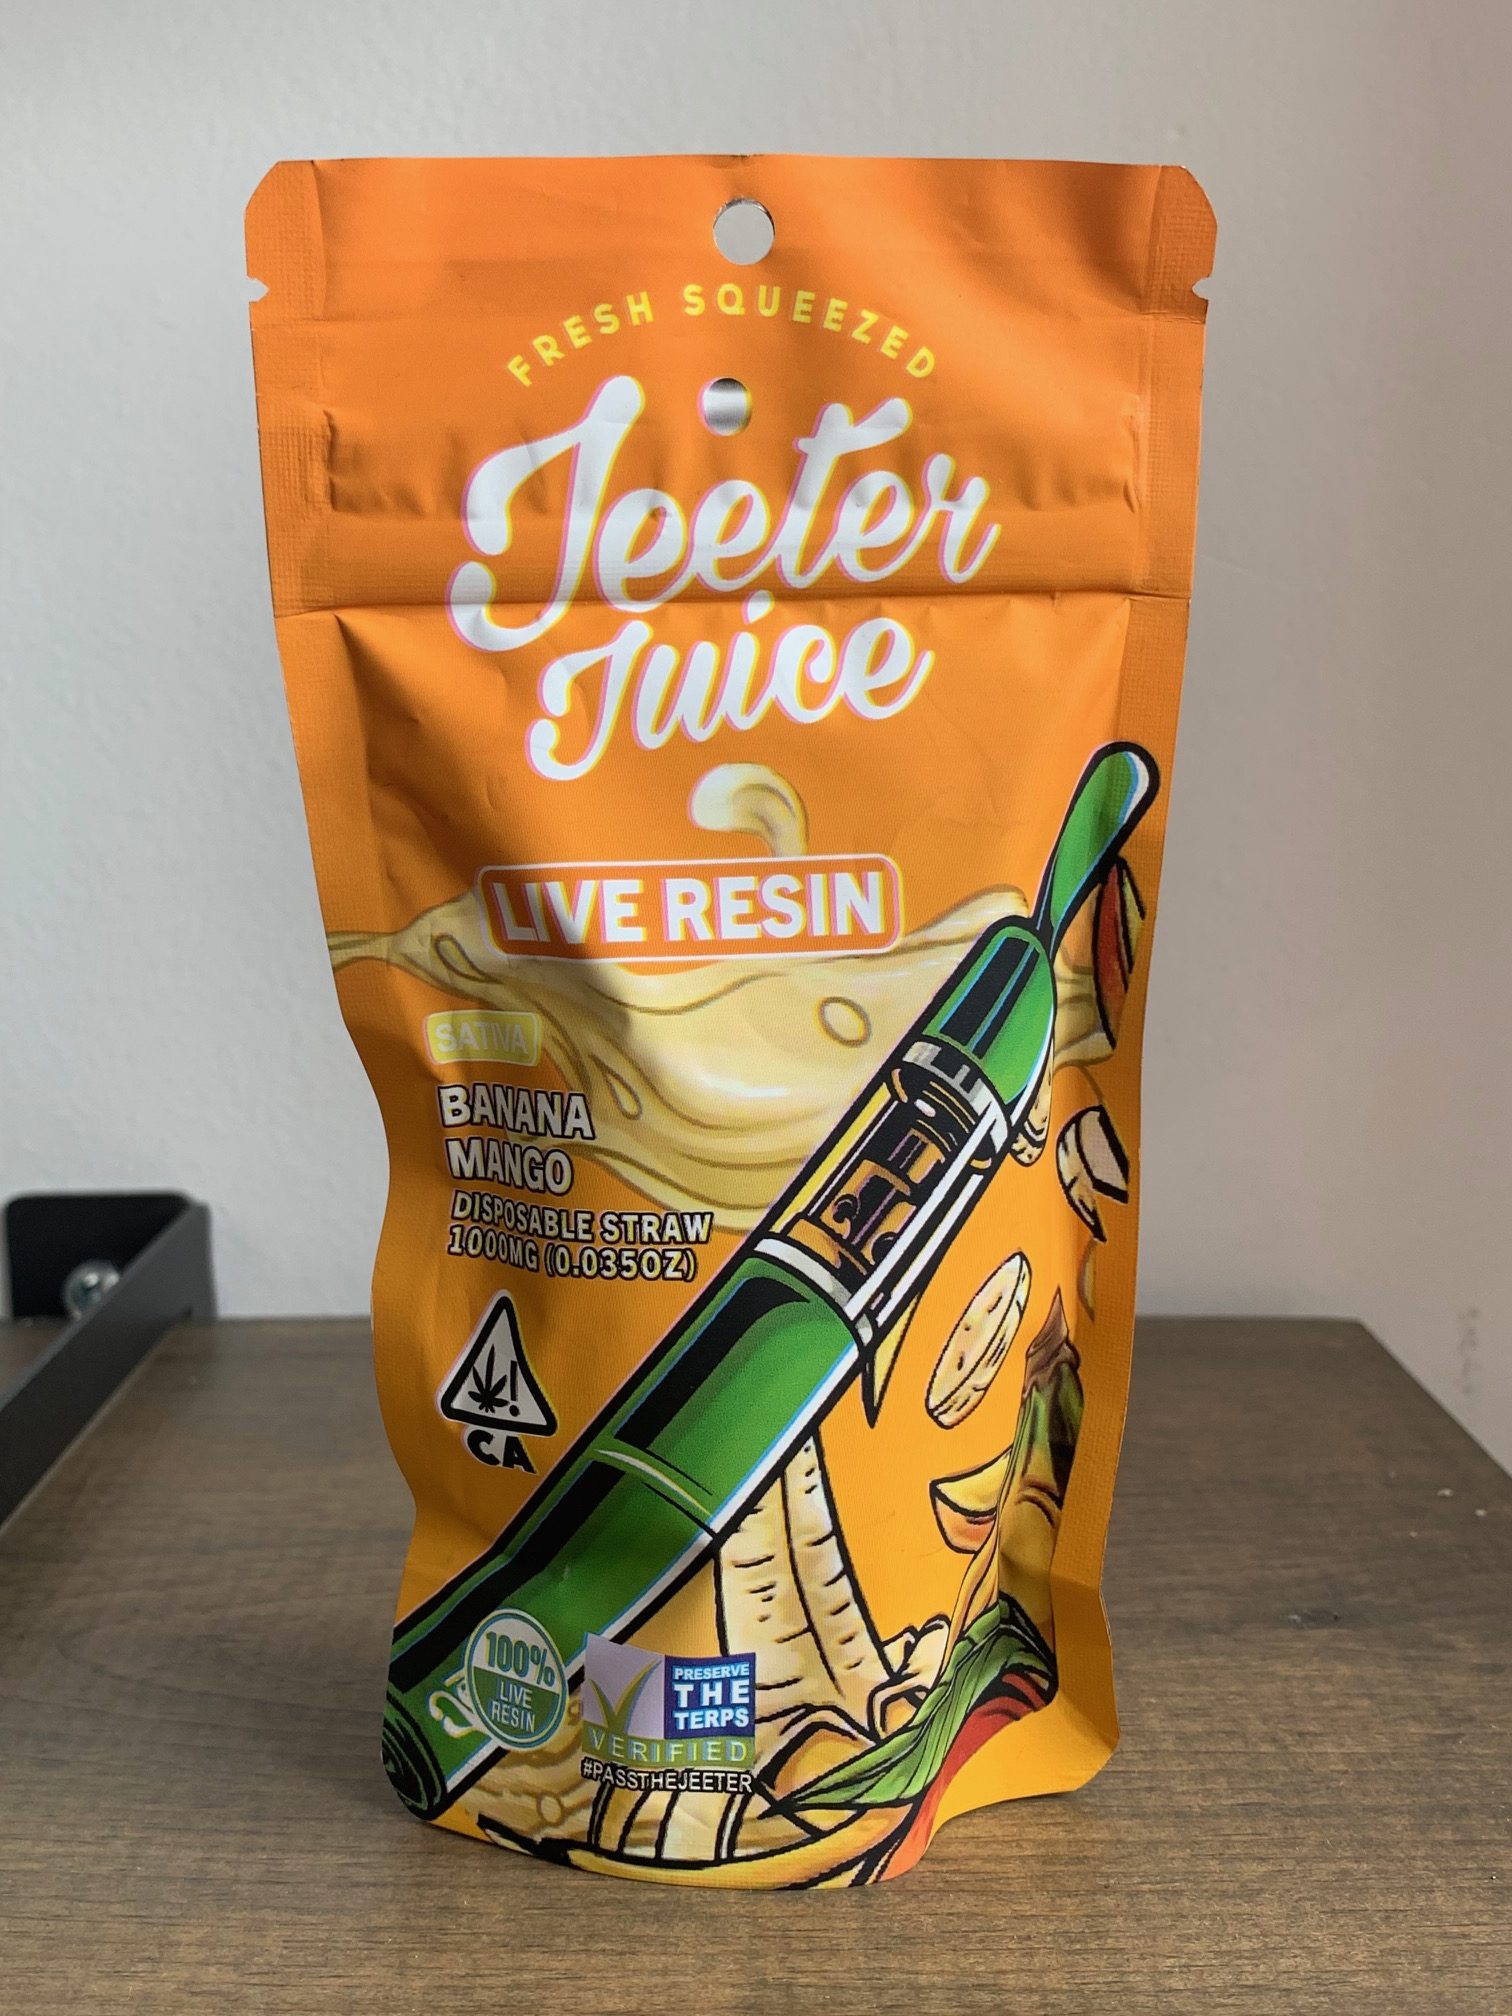 FRESH SQUEEZED
Jeeter
Juice
LIVE RESIN
SATIVA
BANANA
MANGO
DISPOSABLE STRAW
1000MG (0.035OZ)
!
CA
100%
LIVE
RESIN
PRESERVE
THE
TERPS
VERIFIED
#PASSTHEJEETER